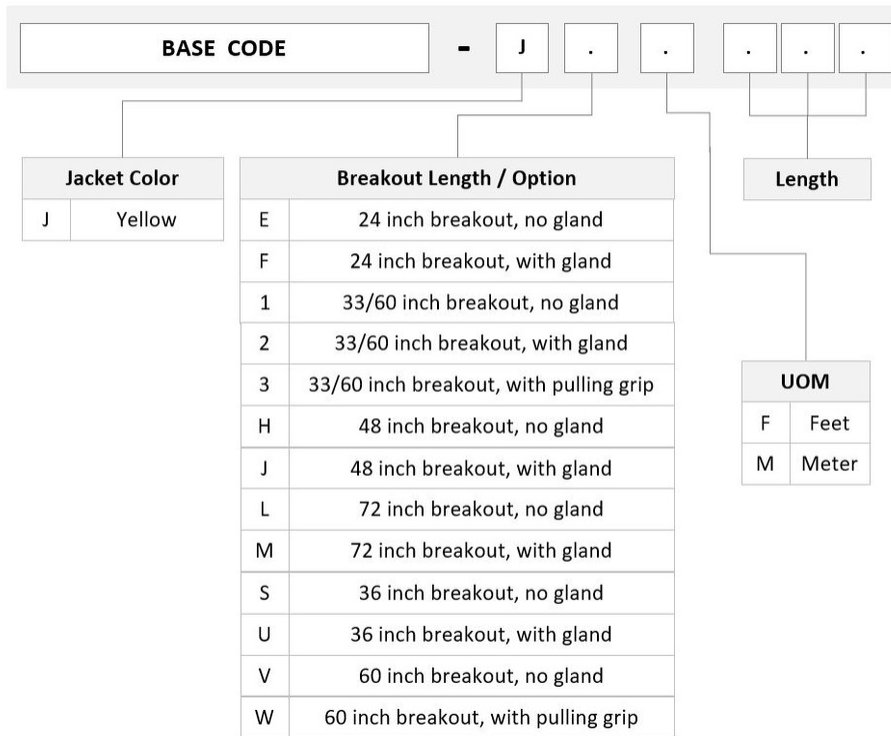 BASE CODE - J . . . . .
Jacket Color
J Yellow
Breakout Length / Option
E 24 inch breakout, no gland
F 24 inch breakout, with gland
1 33/60 inch breakout, no gland
2 33/60 inch breakout, with gland
3 33/60 inch breakout, with pulling grip
H 48 inch breakout, no gland
J 48 inch breakout, with gland
L 72 inch breakout, no gland
M 72 inch breakout, with gland
S 36 inch breakout, no gland
U 36 inch breakout, with gland
V 60 inch breakout, no gland
W 60 inch breakout, with pulling grip
Length
UOM
F Feet
M Meter